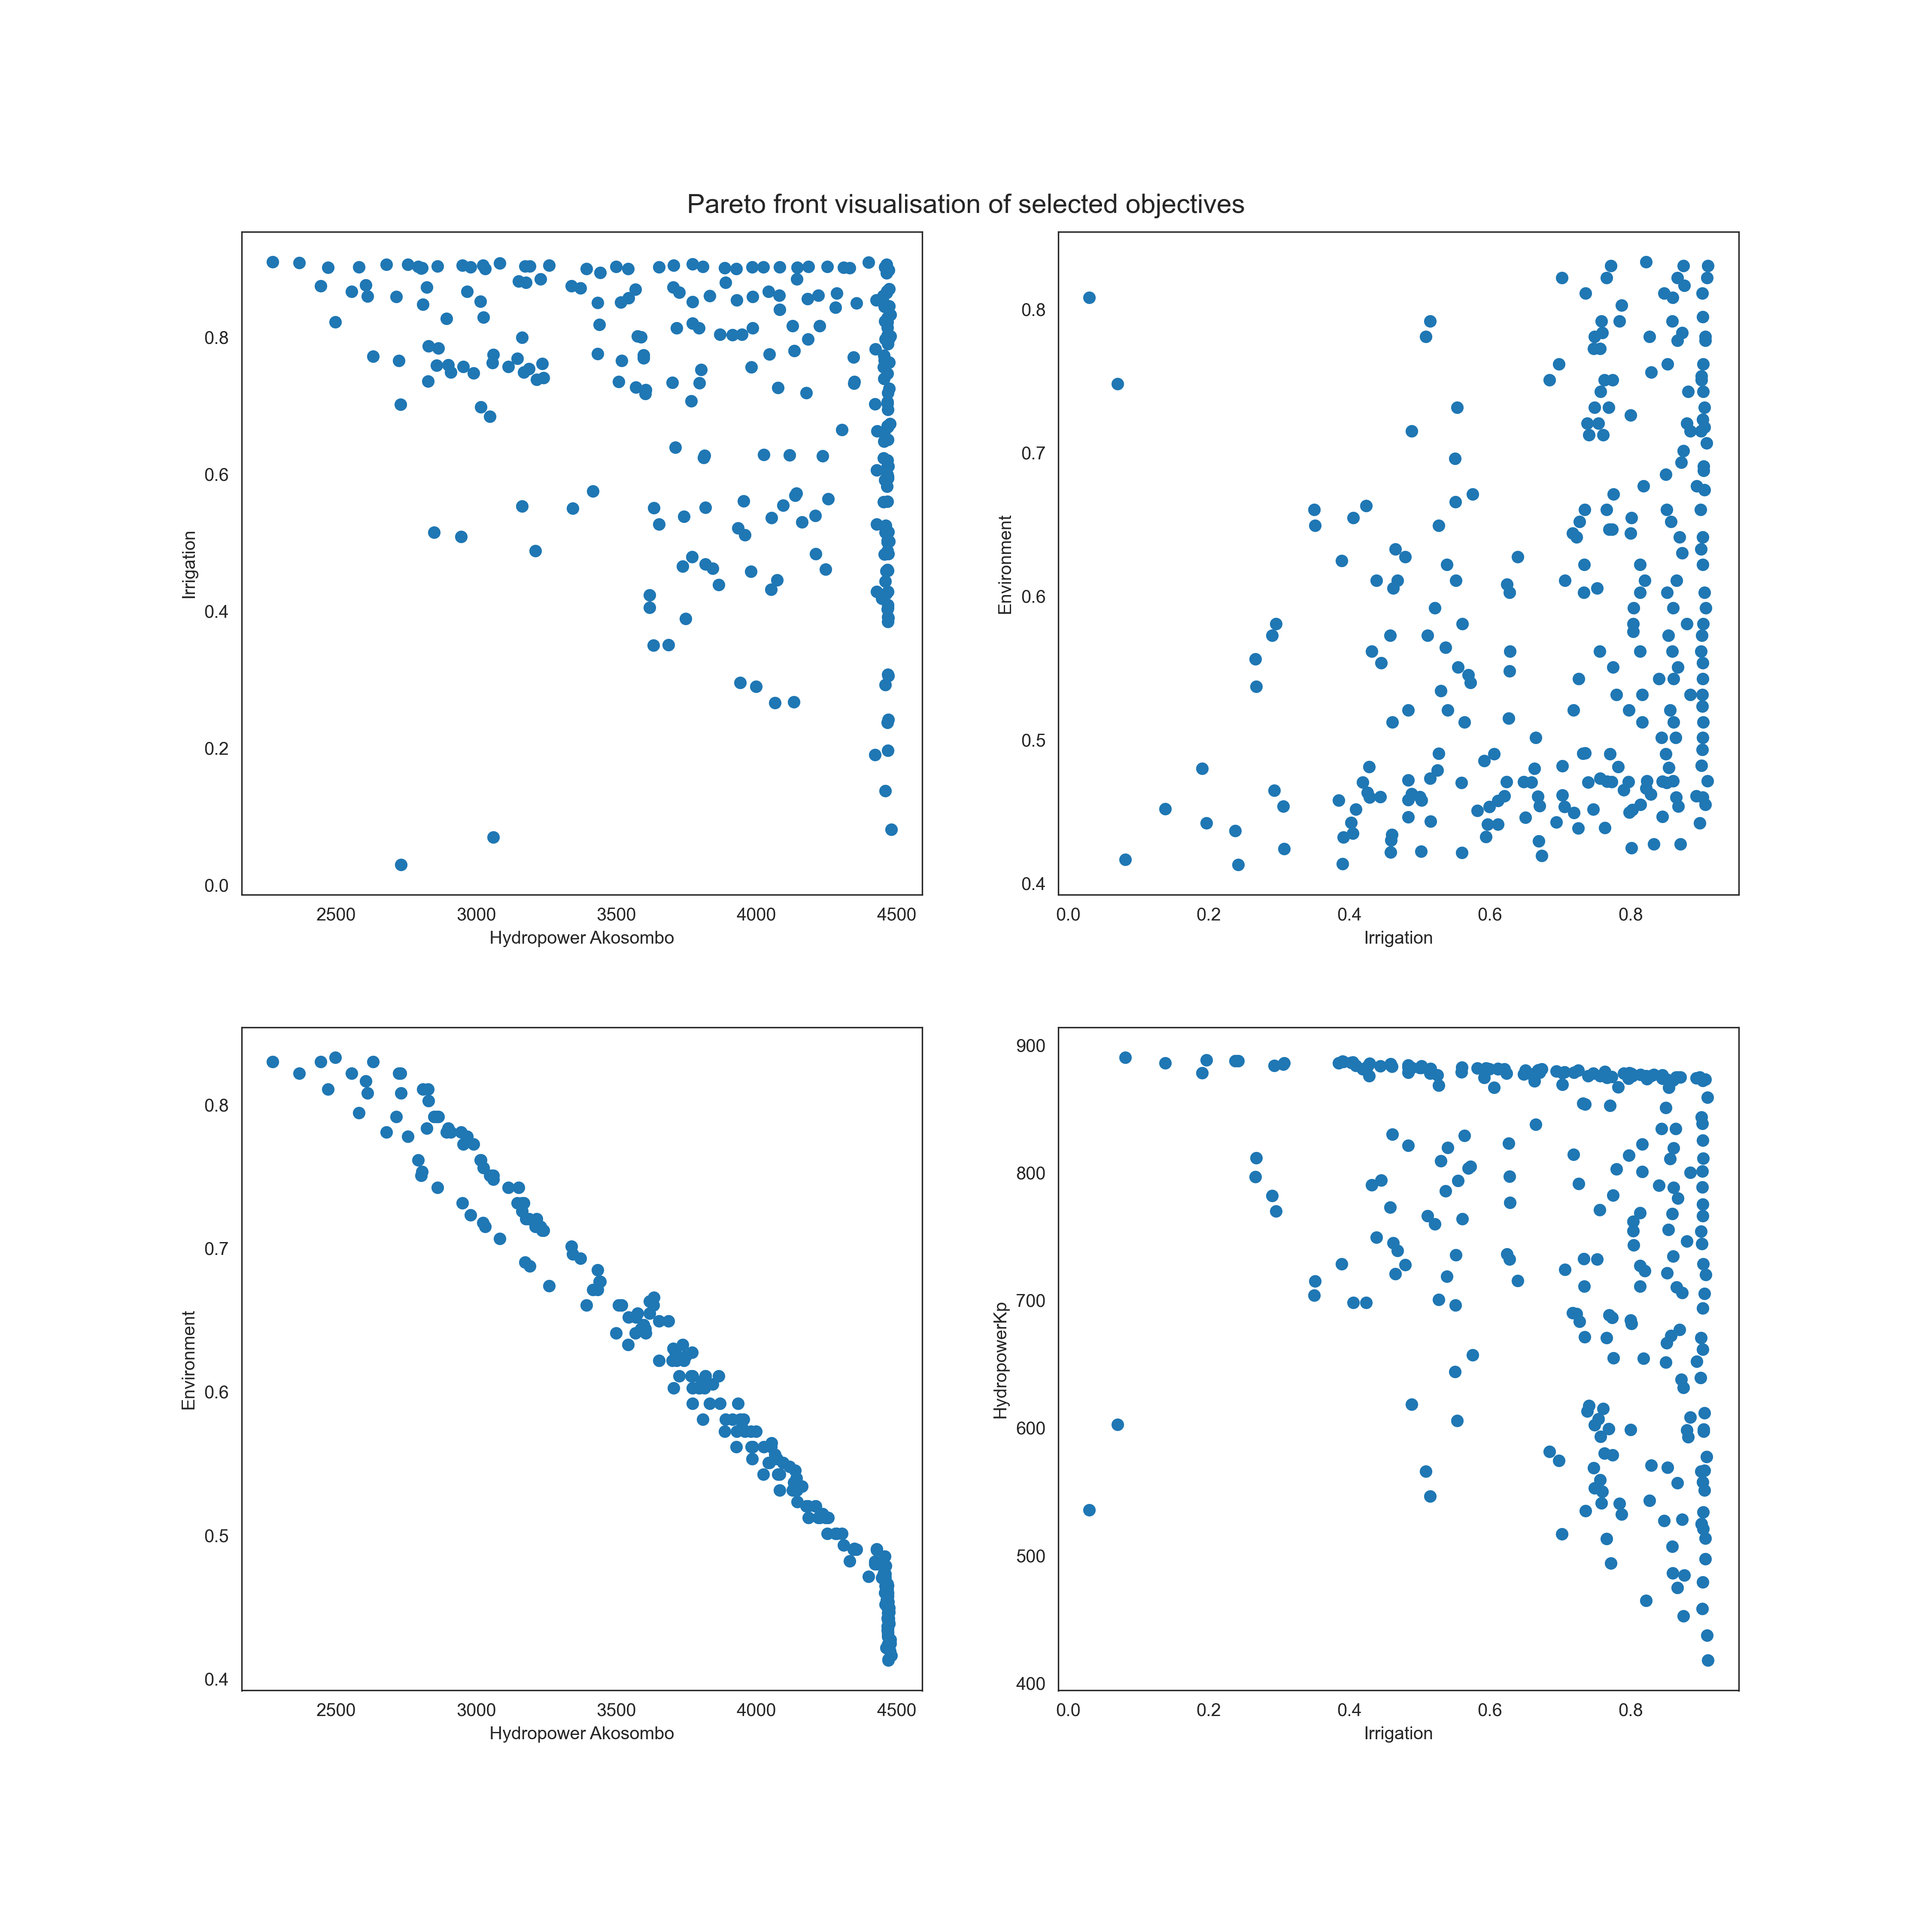 Pareto front visualisation of selected objectives
Irrigation
0.8
0.6
0.4
0.2
0.0
2500 3000 3500 4000 4500
Hydropower Akosombo
Environment
0.8
0.7
0.6
0.5
0.4
0.0 0.2 0.4 0.6 0.8
Irrigation
Environment
0.8
0.7
0.6
0.5
0.4
2500 3000 3500 4000 4500
Hydropower Akosombo
HydropowerKp
900
800
700
600
500
400
0.0 0.2 0.4 0.6 0.8
Irrigation